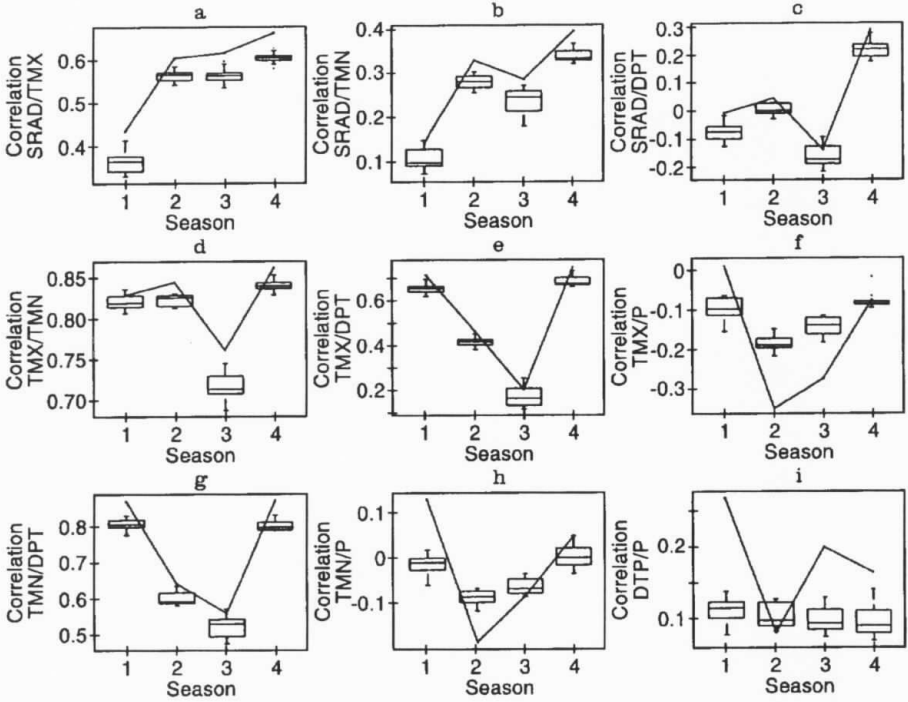 a
Correlation
SRAD/TMX
0.6
0.5
0.4
1 2 3 4
Season
b
Correlation
SRAD/TMN
0.4
0.3
0.2
0.1
1 2 3 4
Season
c
Correlation
SRAD/DPT
0.3
0.2
0.1
0
-0.1
-0.2
1 2 3 4
Season
d
Correlation
TMX/TMN
0.85
0.80
0.75
0.70
1 2 3 4
Season
e
Correlation
TMX/DPT
0.6
0.4
0.2
1 2 3 4
Season
f
Correlation
TMX/P
0
-0.1
-0.2
-0.3
1 2 3 4
Season
g
Correlation
TMN/DPT
0.8
0.7
0.6
0.5
1 2 3 4
Season
h
Correlation
TMN/P
0.1
0
-0.1
1 2 3 4
Season
i
Correlation
DTP/P
0.2
0.1
1 2 3 4
Season